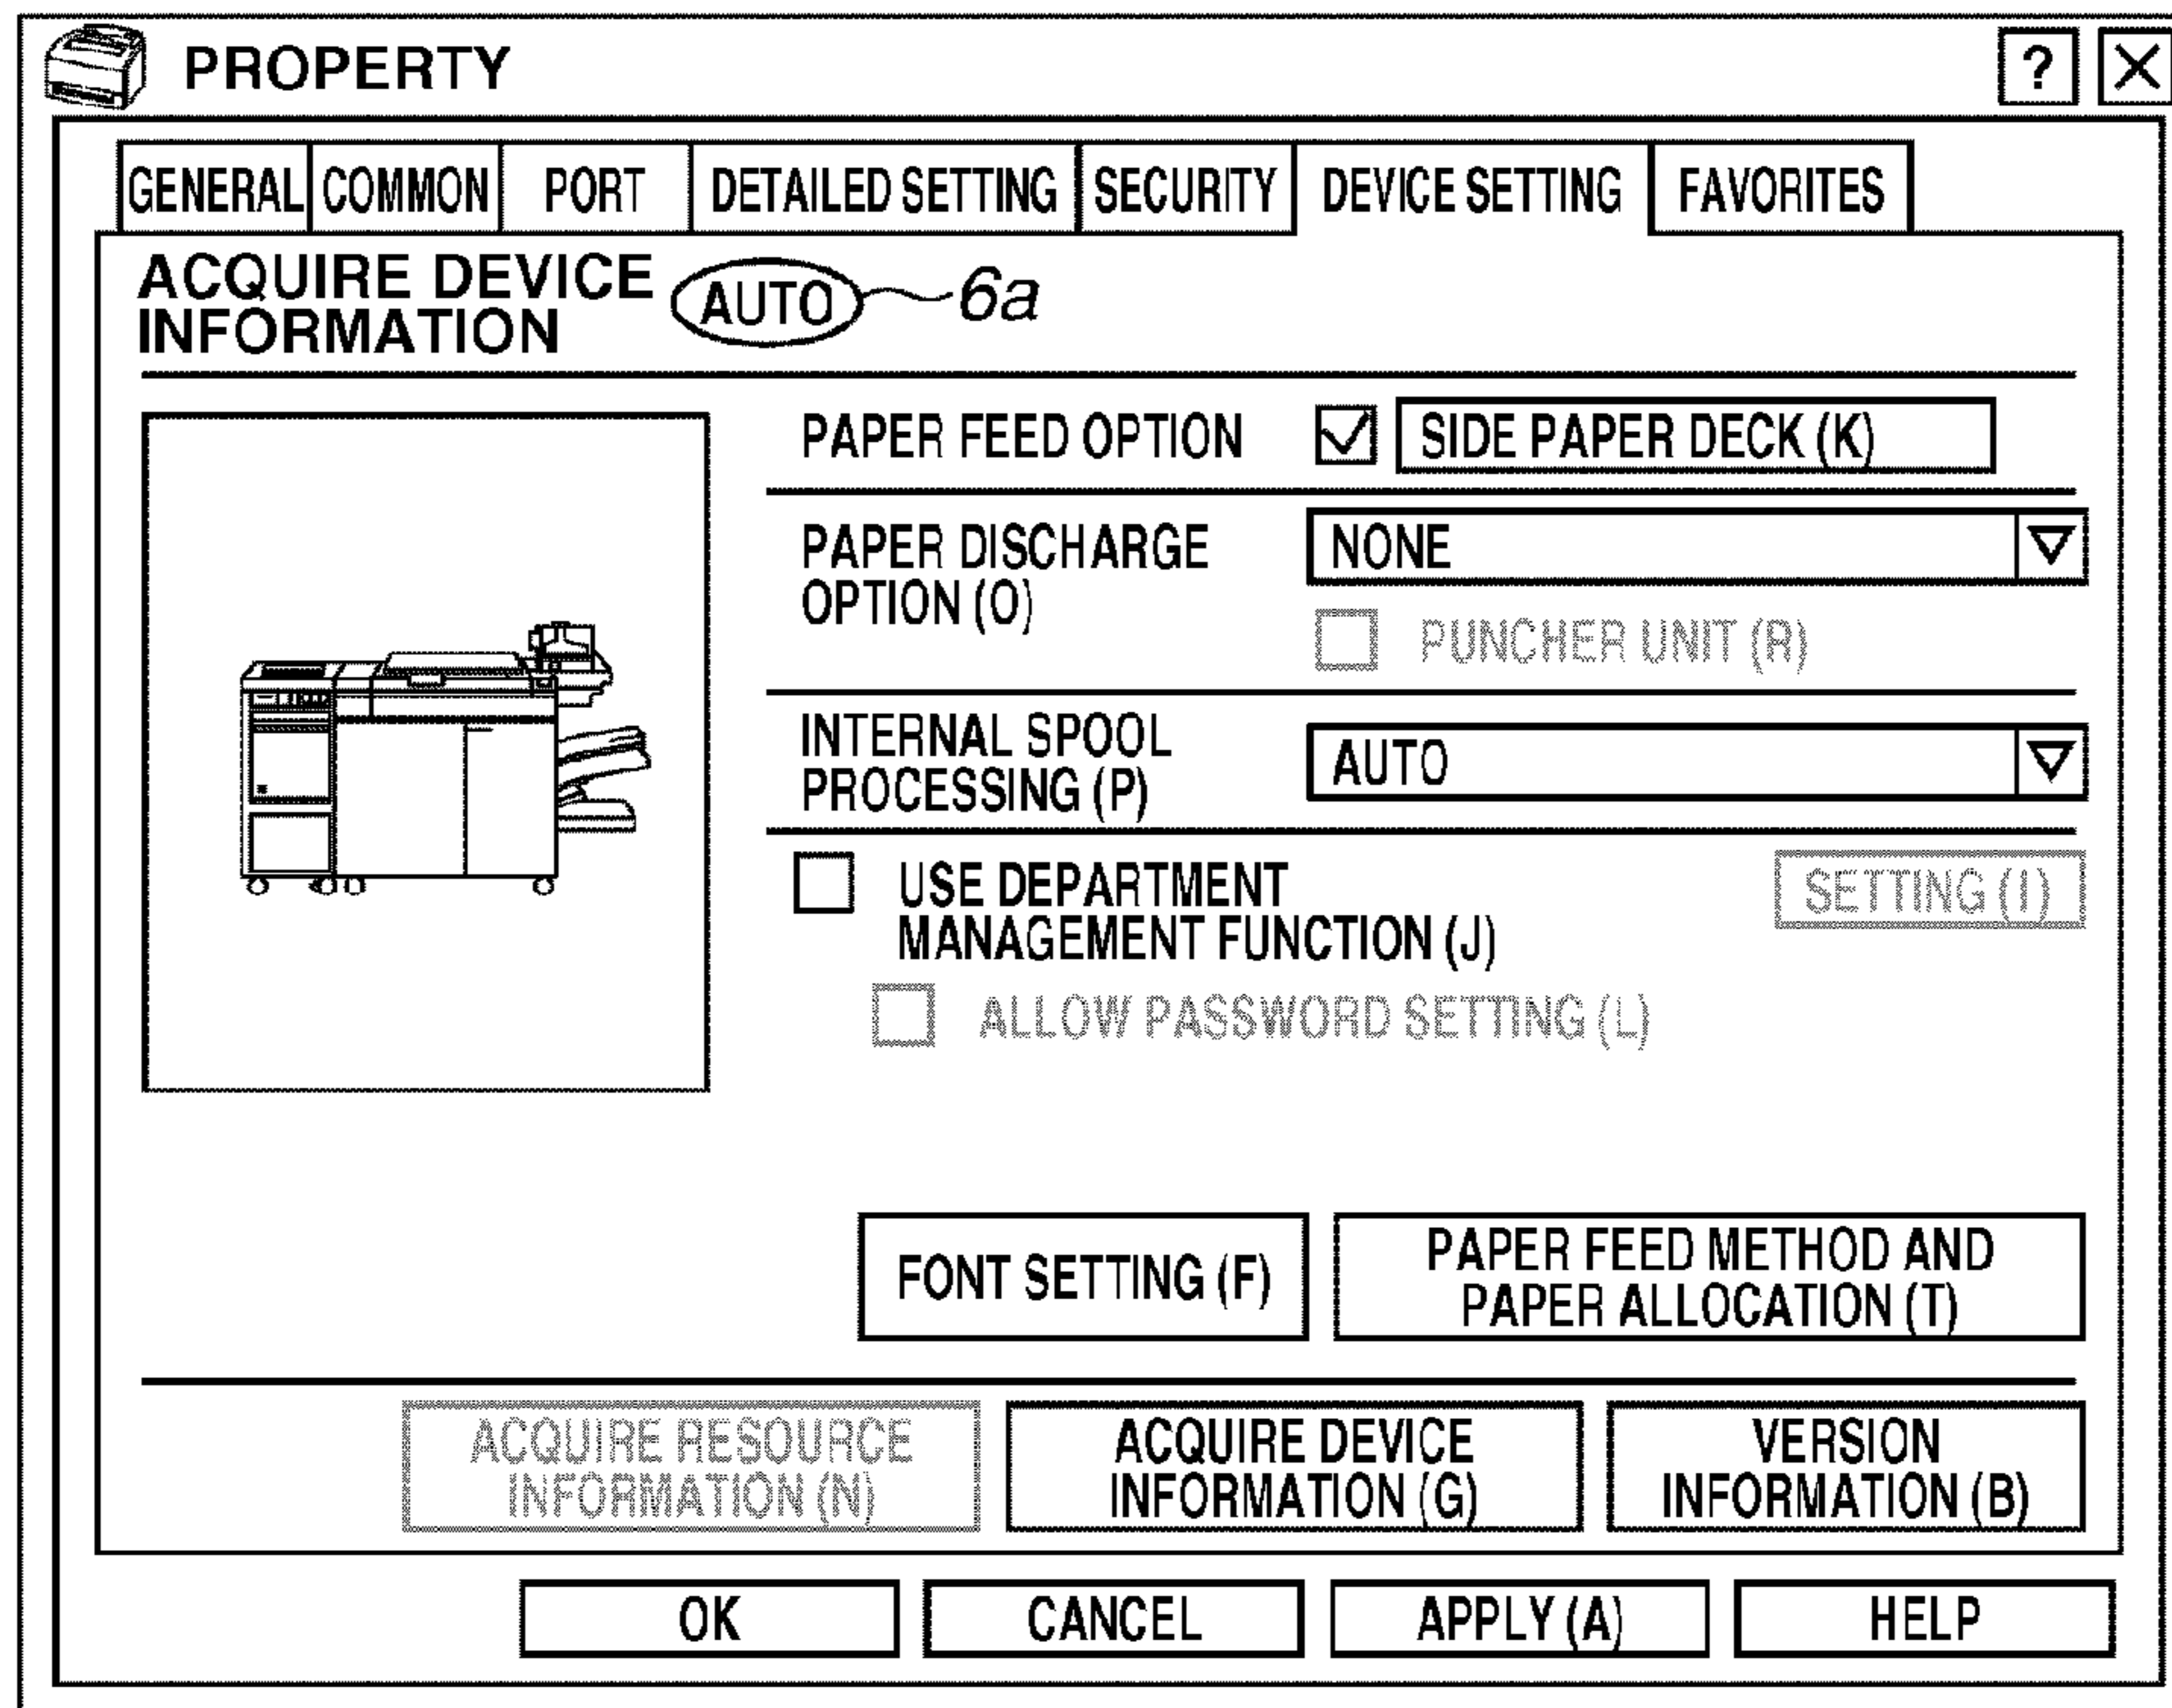 PROPERTY ? X
GENERAL COMMON PORT DETAILED SETTING SECURITY DEVICE SETTING FAVORITES
ACQUIRE DEVICE
INFORMATION
AUTO 6a
PAPER FEED OPTION SIDE PAPER DECK (K)
PAPER DISCHARGE
OPTION (O)
NONE
PUNCHER UNIT (R)
INTERNAL SPOOL
PROCESSING (P)
AUTO
USE DEPARTMENT
MANAGEMENT FUNCTION (J)
SETTING (I)
ALLOW PASSWORD SETTING (L)
FONT SETTING (F)
PAPER FEED METHOD AND
PAPER ALLOCATION (T)
ACQUIRE RESOURCE
INFORMATION (N)
ACQUIRE DEVICE
INFORMATION (G)
VERSION
INFORMATION (B)
OK CANCEL APPLY (A) HELP